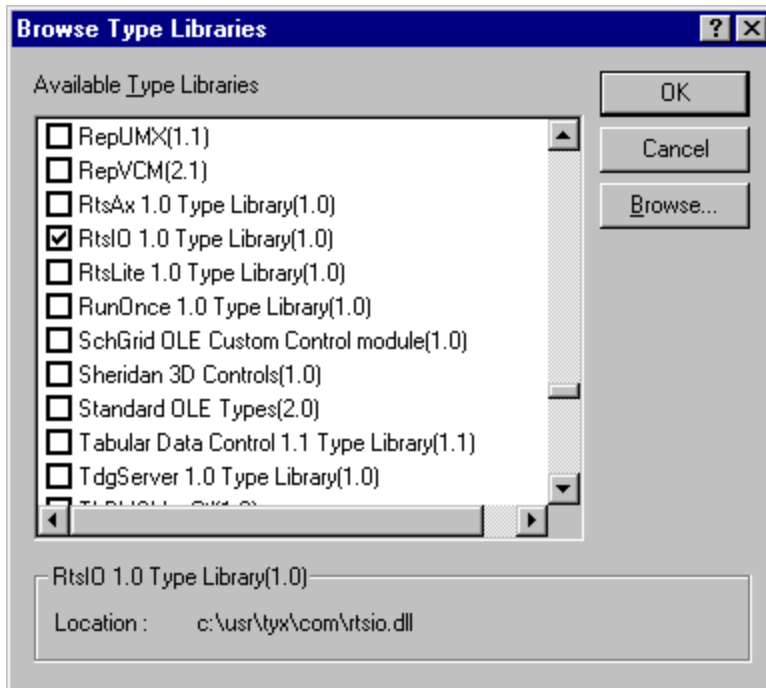 Browse Type Libraries
Available Type Libraries
RepUMX(1.1)
RepVCM(2.1)
RtsAx 1.0 Type Library(1.0)
RtsIO 1.0 Type Library(1.0)
RtsLite 1.0 Type Library(1.0)
RunOnce 1.0 Type Library(1.0)
SchGrid OLE Custom Control module(1.0)
Sheridan 3D Controls(1.0)
Standard OLE Types(2.0)
Tabular Data Control 1.1 Type Library(1.1)
TdgServer 1.0 Type Library(1.0)
OK
Cancel
Browse...
RtsIO 1.0 Type Library(1.0)
Location : c:\usr\tyx\com\rtsio.dll